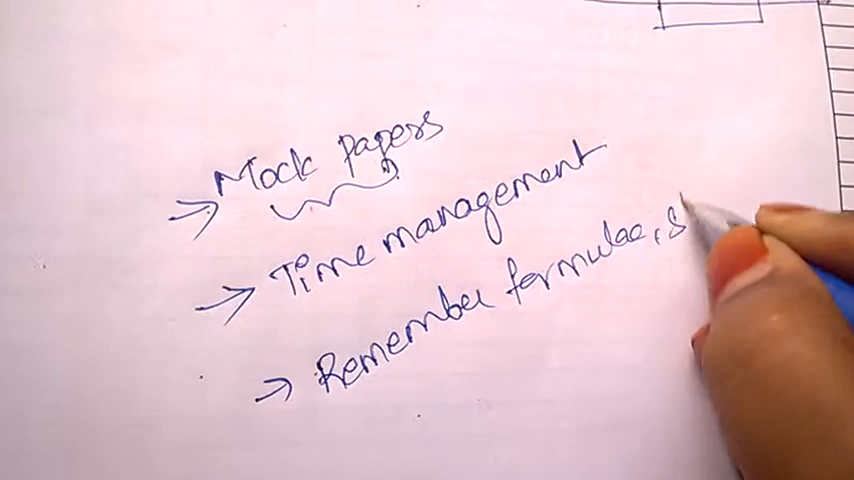 → Mock papers
→ Time management
→ Remember formulae, s